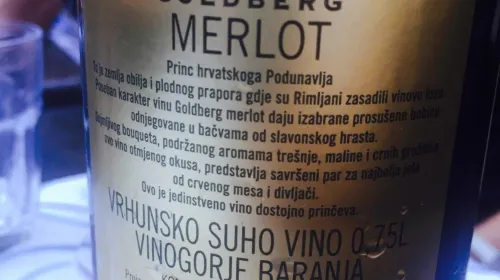 GOLDBERG
MERLOT
Princ hrvatskoga Podunavlja
To je zemlja obilja i plodnog prapora gdje su Rimljani zasadili vinovu lozu
Poseban karakter vinu Goldberg merlot daju izabrane prosušene bobice
odnjegovane u bačvama od slavonskog hrasta.
bouqueta, podržanog aromama trešnje, maline i crnih
ovo vino otmjenog okusa, predstavlja savršeni par za najbolja jela
od crvenog mesa i divljači.
Ovo je jedinstveno vino dostojno prinčeva.
VRHUNSKO SUHO VINO 0,75L
VINOGORJE BARANJA